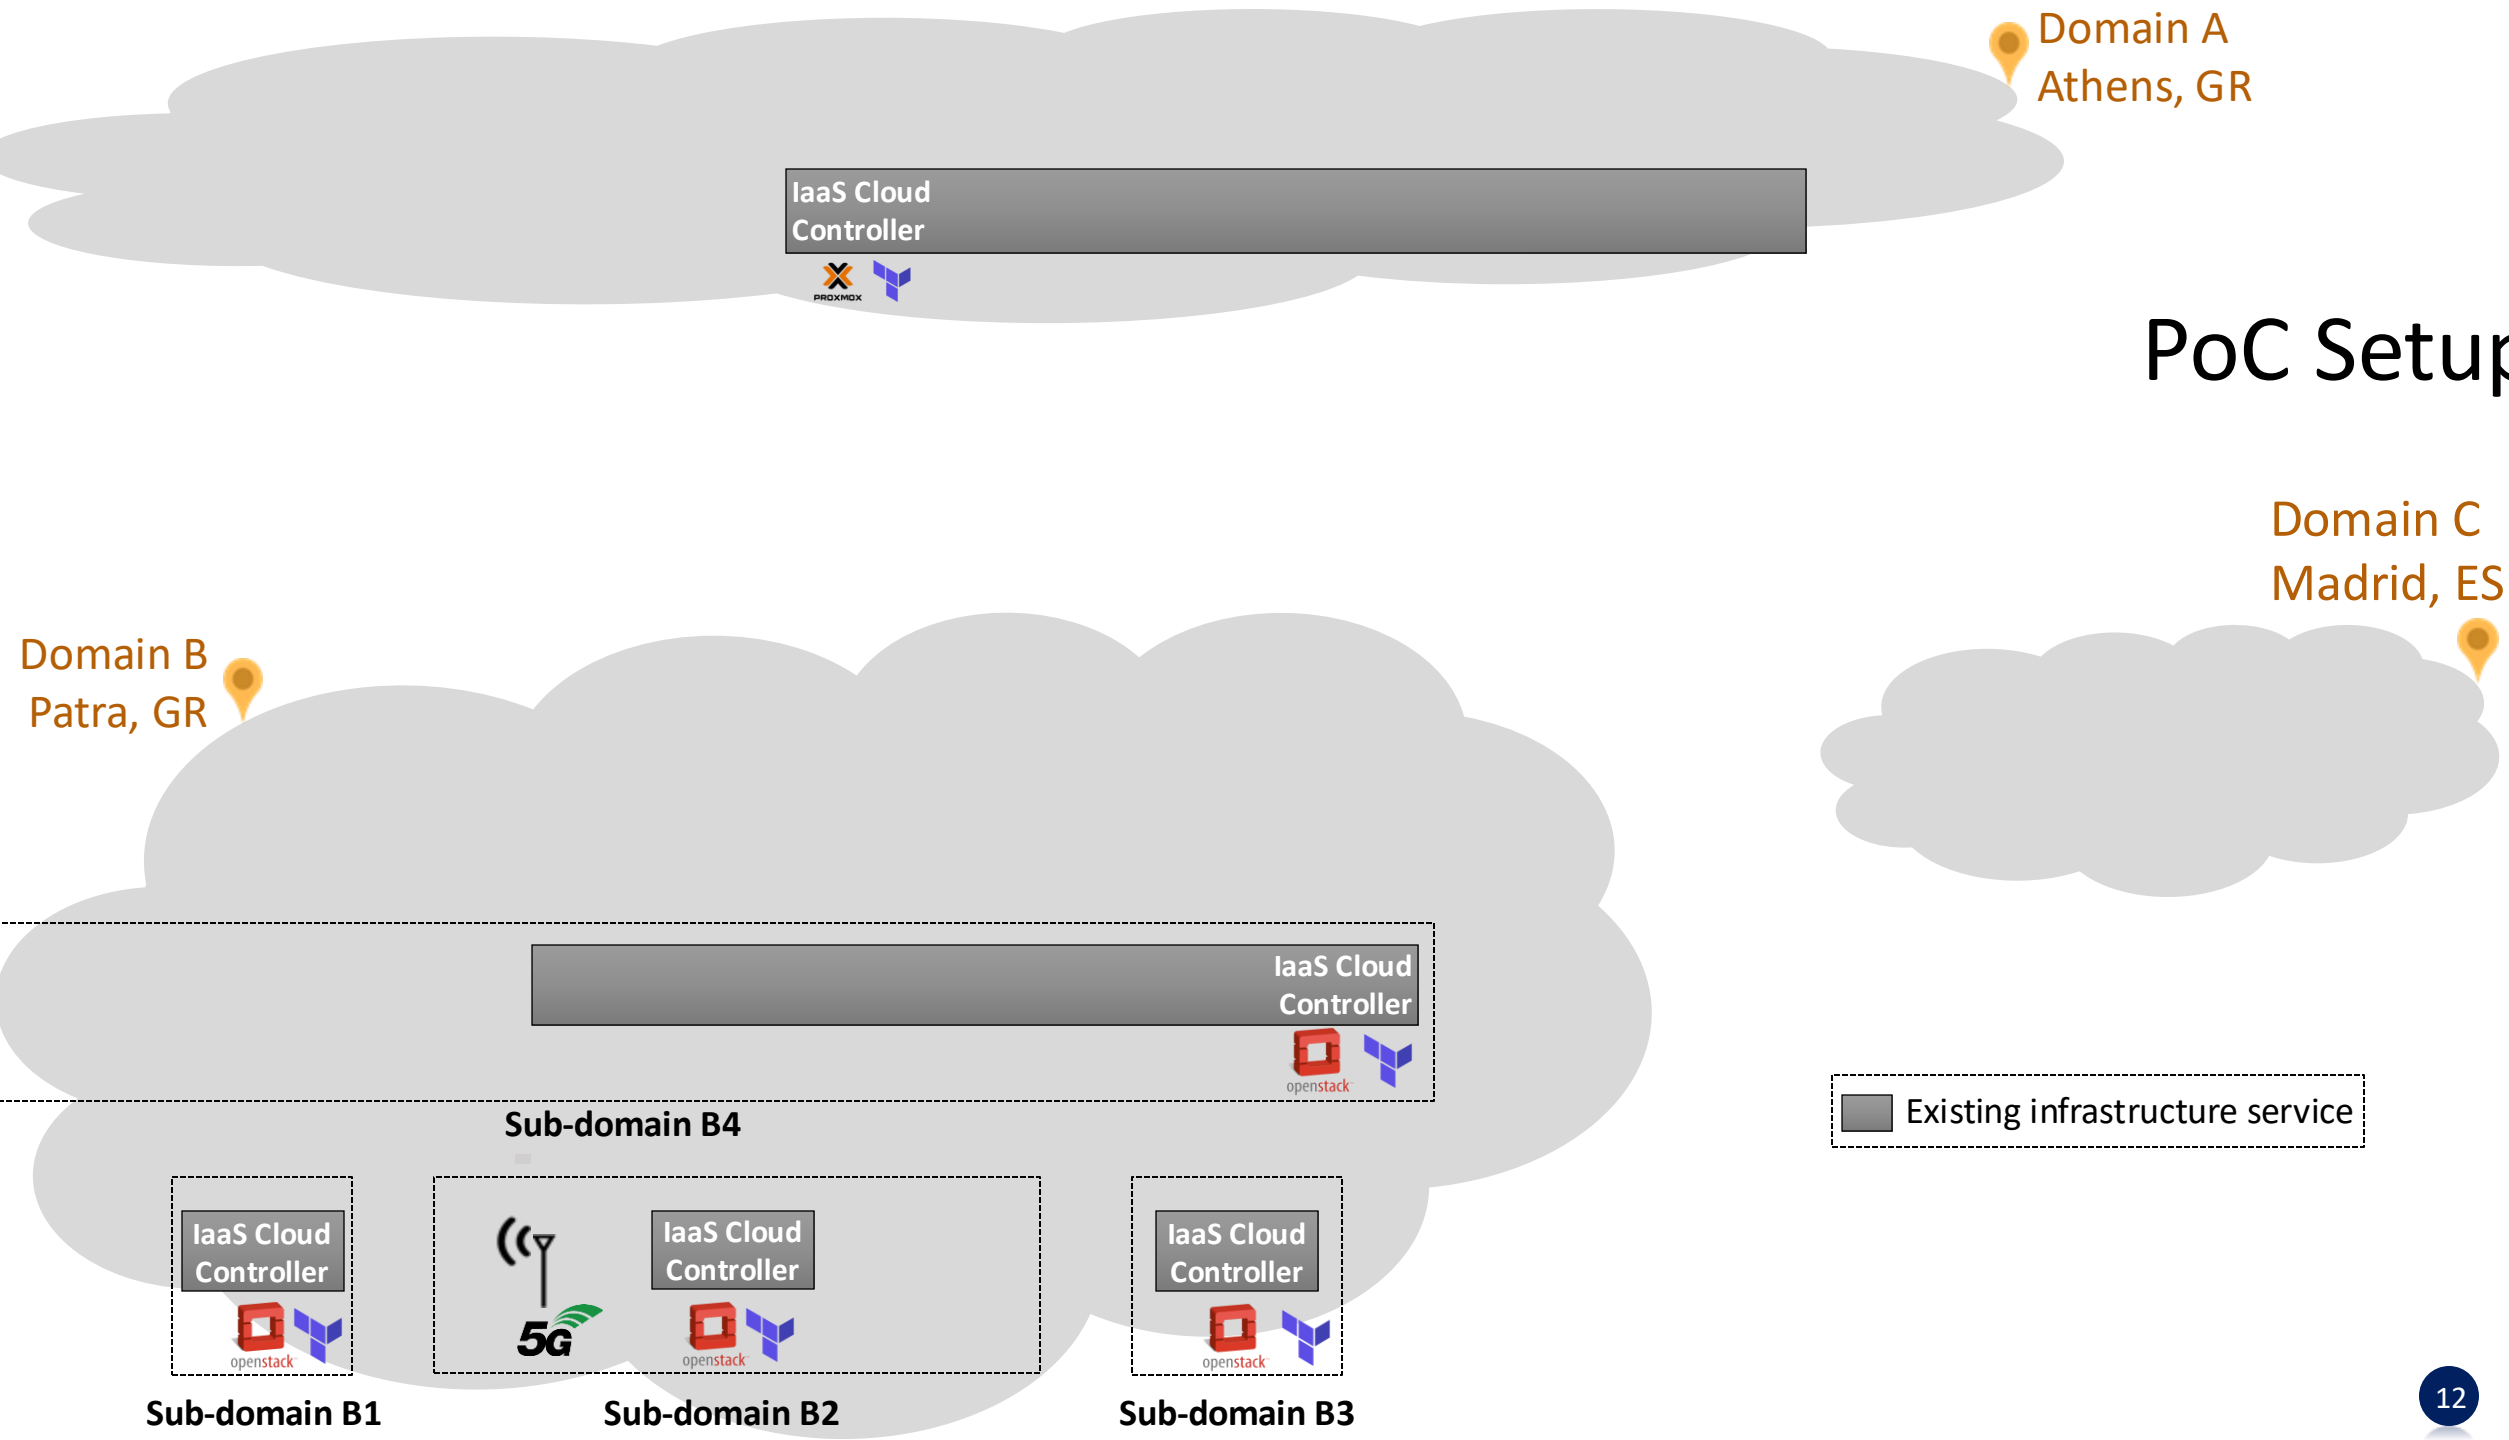 Domain A
Athens, GR
IaaS Cloud
Controller
PROXMOX
PoC Setup
Domain C
Madrid, ES
Domain B
Patra, GR
IaaS Cloud
Controller
openstack
Sub-domain B4
Existing infrastructure service
IaaS Cloud
Controller
openstack
Sub-domain B1
5G
IaaS Cloud
Controller
openstack
Sub-domain B2
IaaS Cloud
Controller
openstack
Sub-domain B3
12